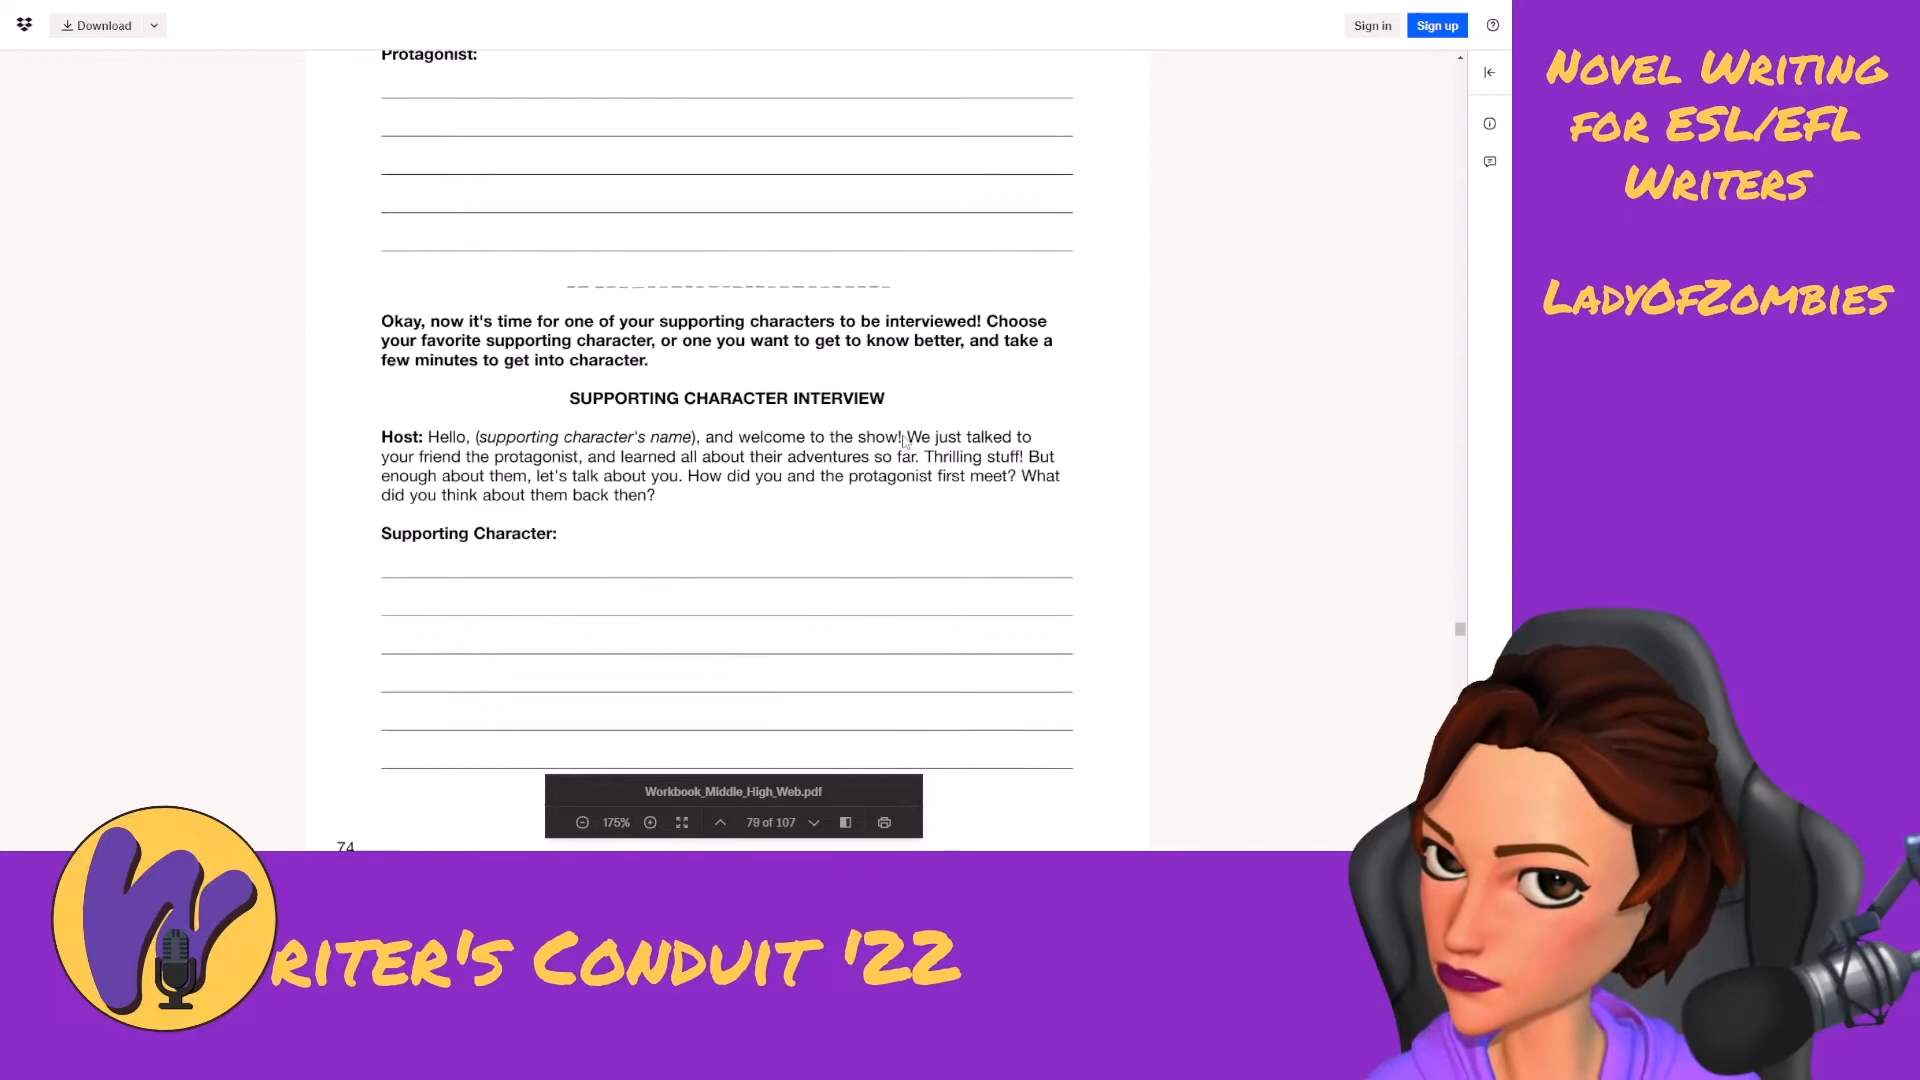 Download
Sign in
Sign up
Protagonist:
Okay, now it's time for one of your supporting characters to be interviewed! Choose
your favorite supporting character, or one you want to get to know better, and take a
few minutes to get into character.
SUPPORTING CHARACTER INTERVIEW
Host: Hello, (supporting character's name), and welcome to the show! We just talked to
your friend the protagonist, and learned all about their adventures so far. Thrilling stuff! But
enough about them, let's talk about you. How did you and the protagonist first meet? What
did you think about them back then?
Supporting Character:
Workbook_Middle_High_Web.pdf
175%
79 of 107
74
Novel Writing
for ESL/EFL
Writers
LadyOfZombies
Writer's Conduit '22